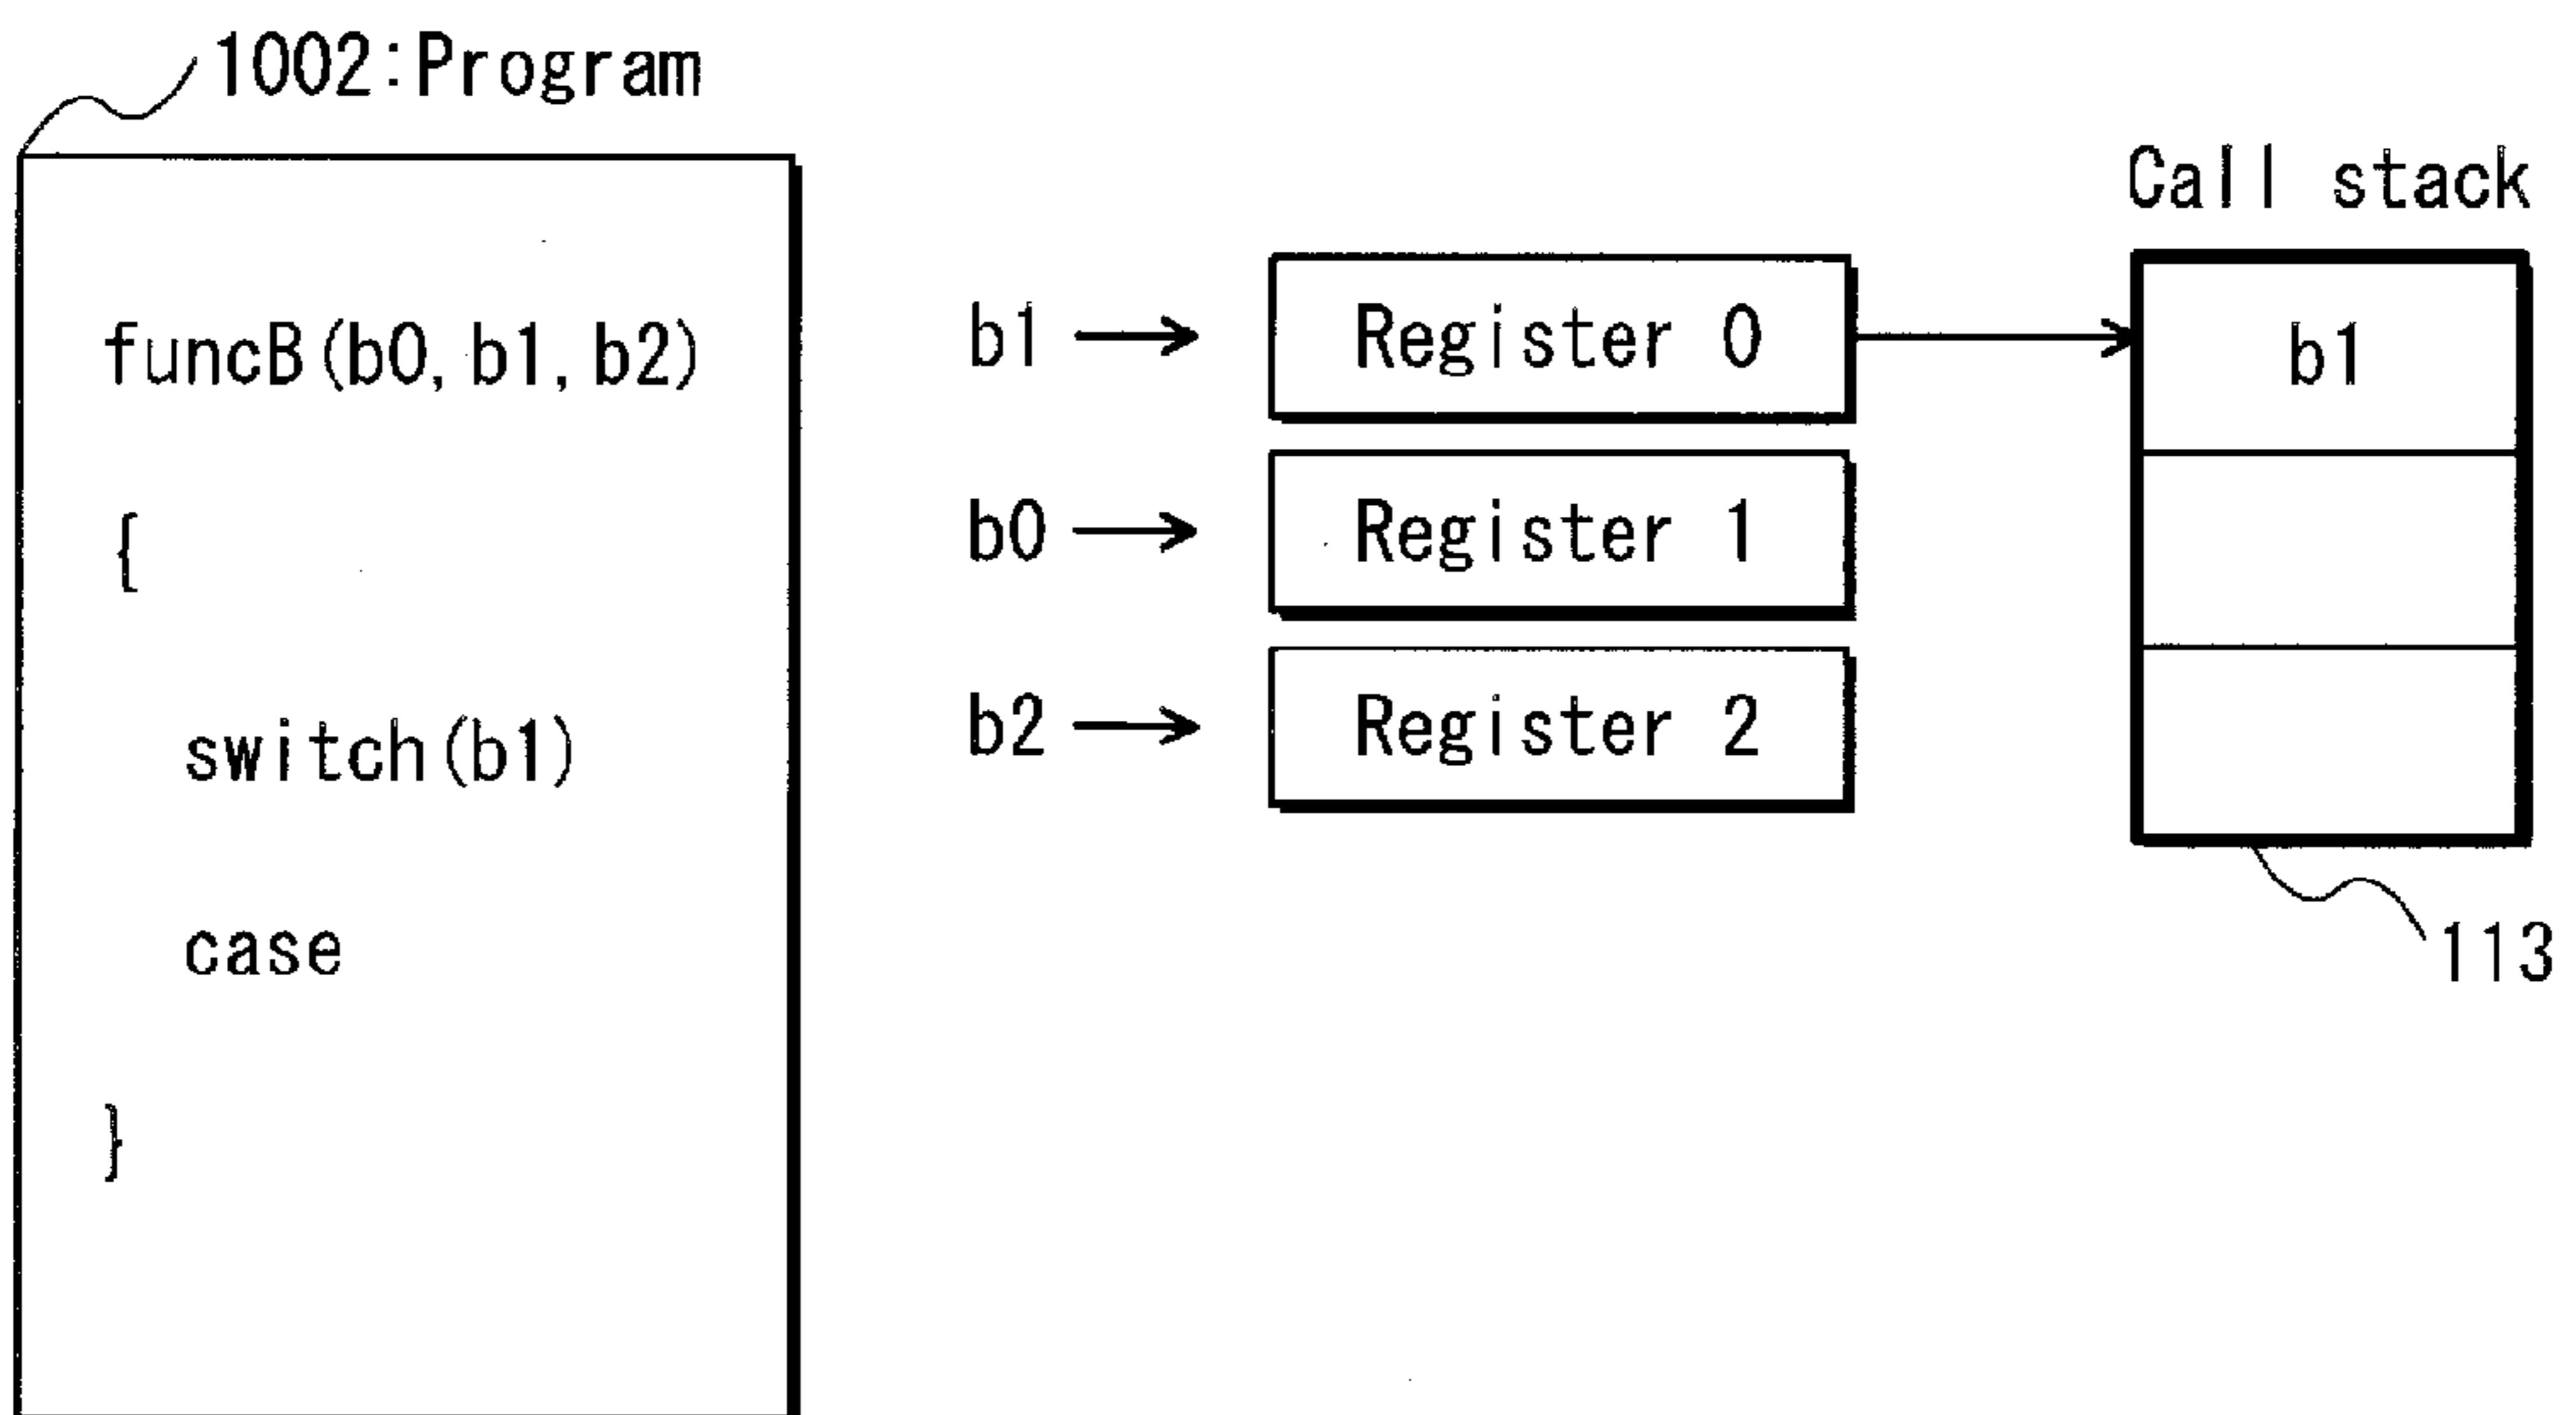 1002:Program
funcB(b0,b1,b2)
{
switch(b1)
case
}
b1
Register 0
b0
Register 1
b2
Register 2
Call stack
b1
113